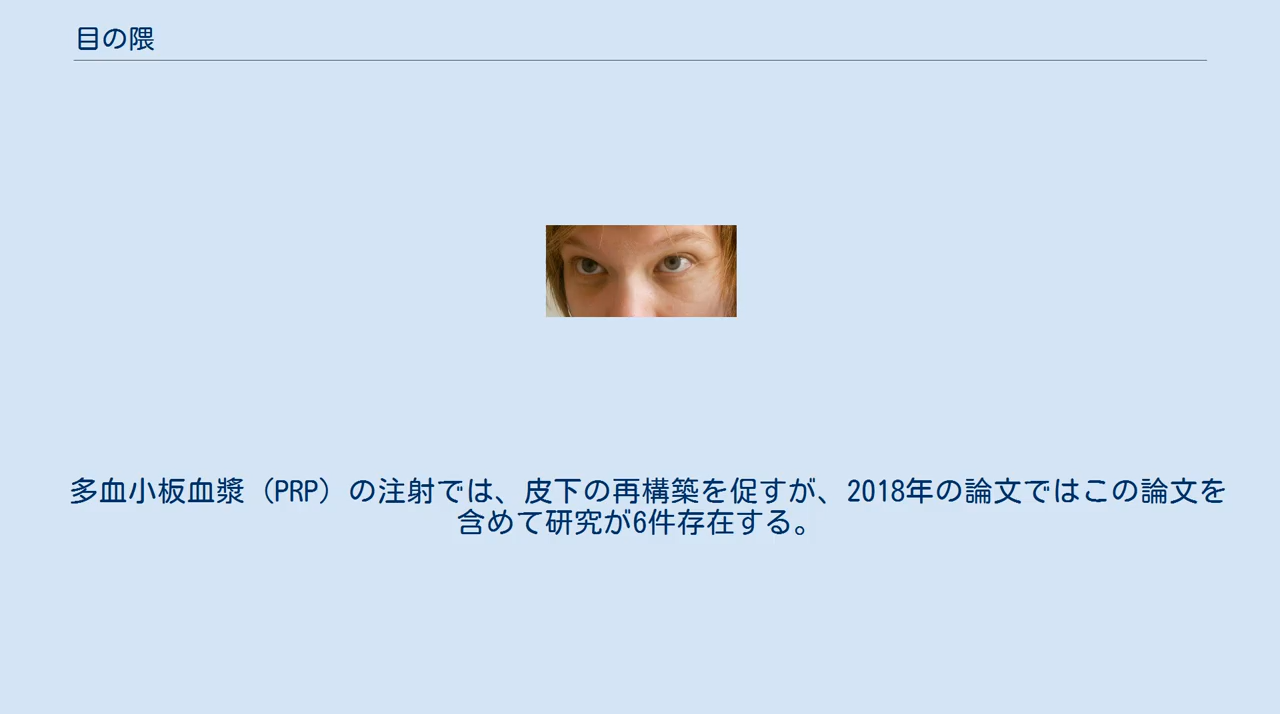 目の隈
多血小板血漿（PRP）の注射では、皮下の再構築を促すが、2018年の論文ではこの論文を
含めて研究が6件存在する。